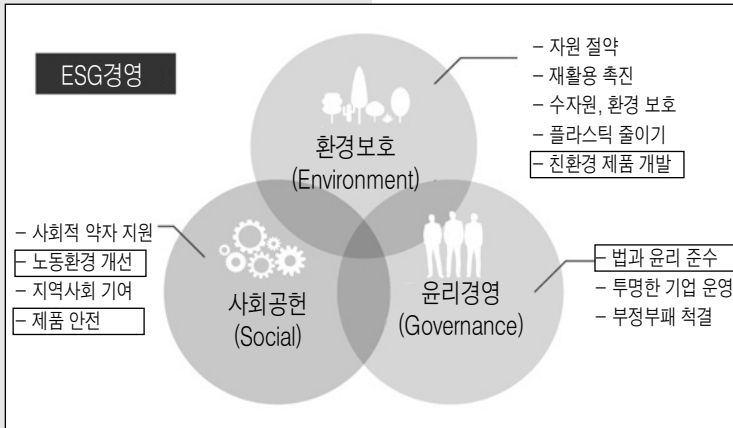 ESG경영
환경보호
(Environment)
– 자원 절약
– 재활용 촉진
– 수자원, 환경 보호
– 플라스틱 줄이기
– 친환경 제품 개발
– 사회적 약자 지원
– 노동환경 개선
– 지역사회 기여
– 제품 안전
사회공헌
(Social)
윤리경영
(Governance)
– 법과 윤리 준수
– 투명한 기업 운영
– 부정부패 척결